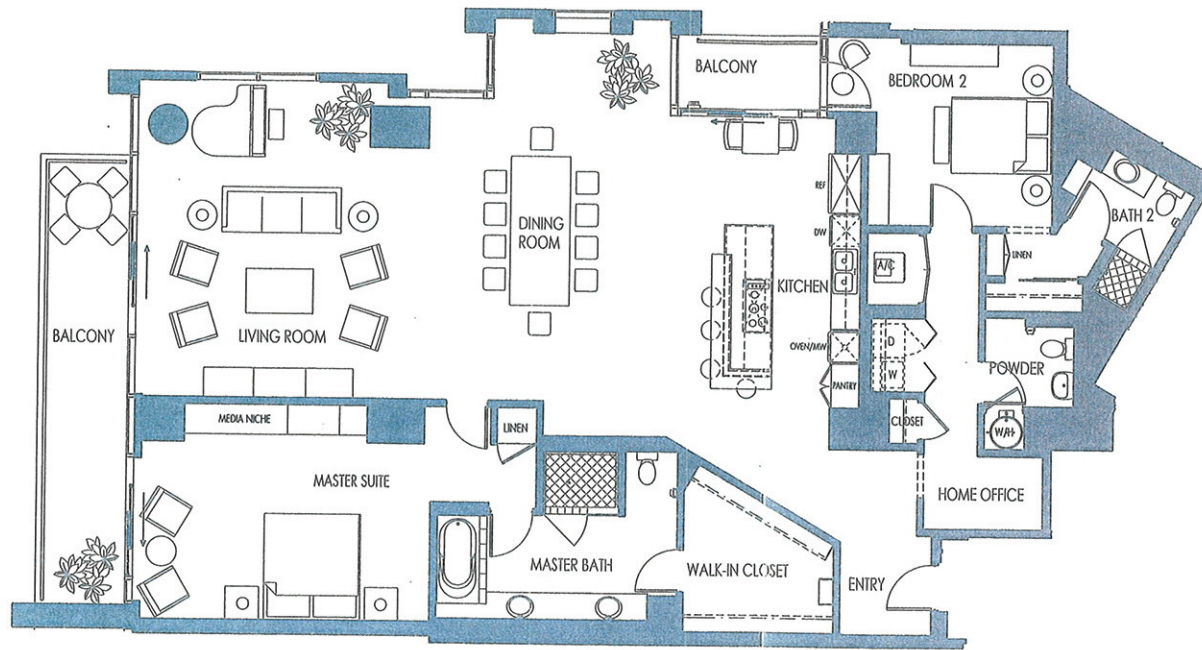 BALCONY
BEDROOM 2
REF
BATH 2
DINING
ROOM
DW
A/C
LINEN
KITCHEN
BALCONY
LIVING ROOM
OVEN/MW
D
W
POWDER
PANTRY
MEDIA NICHE
LINEN
CLOSET
W/H
MASTER SUITE
HOME OFFICE
MASTER BATH
WALK-IN CLOSET
ENTRY